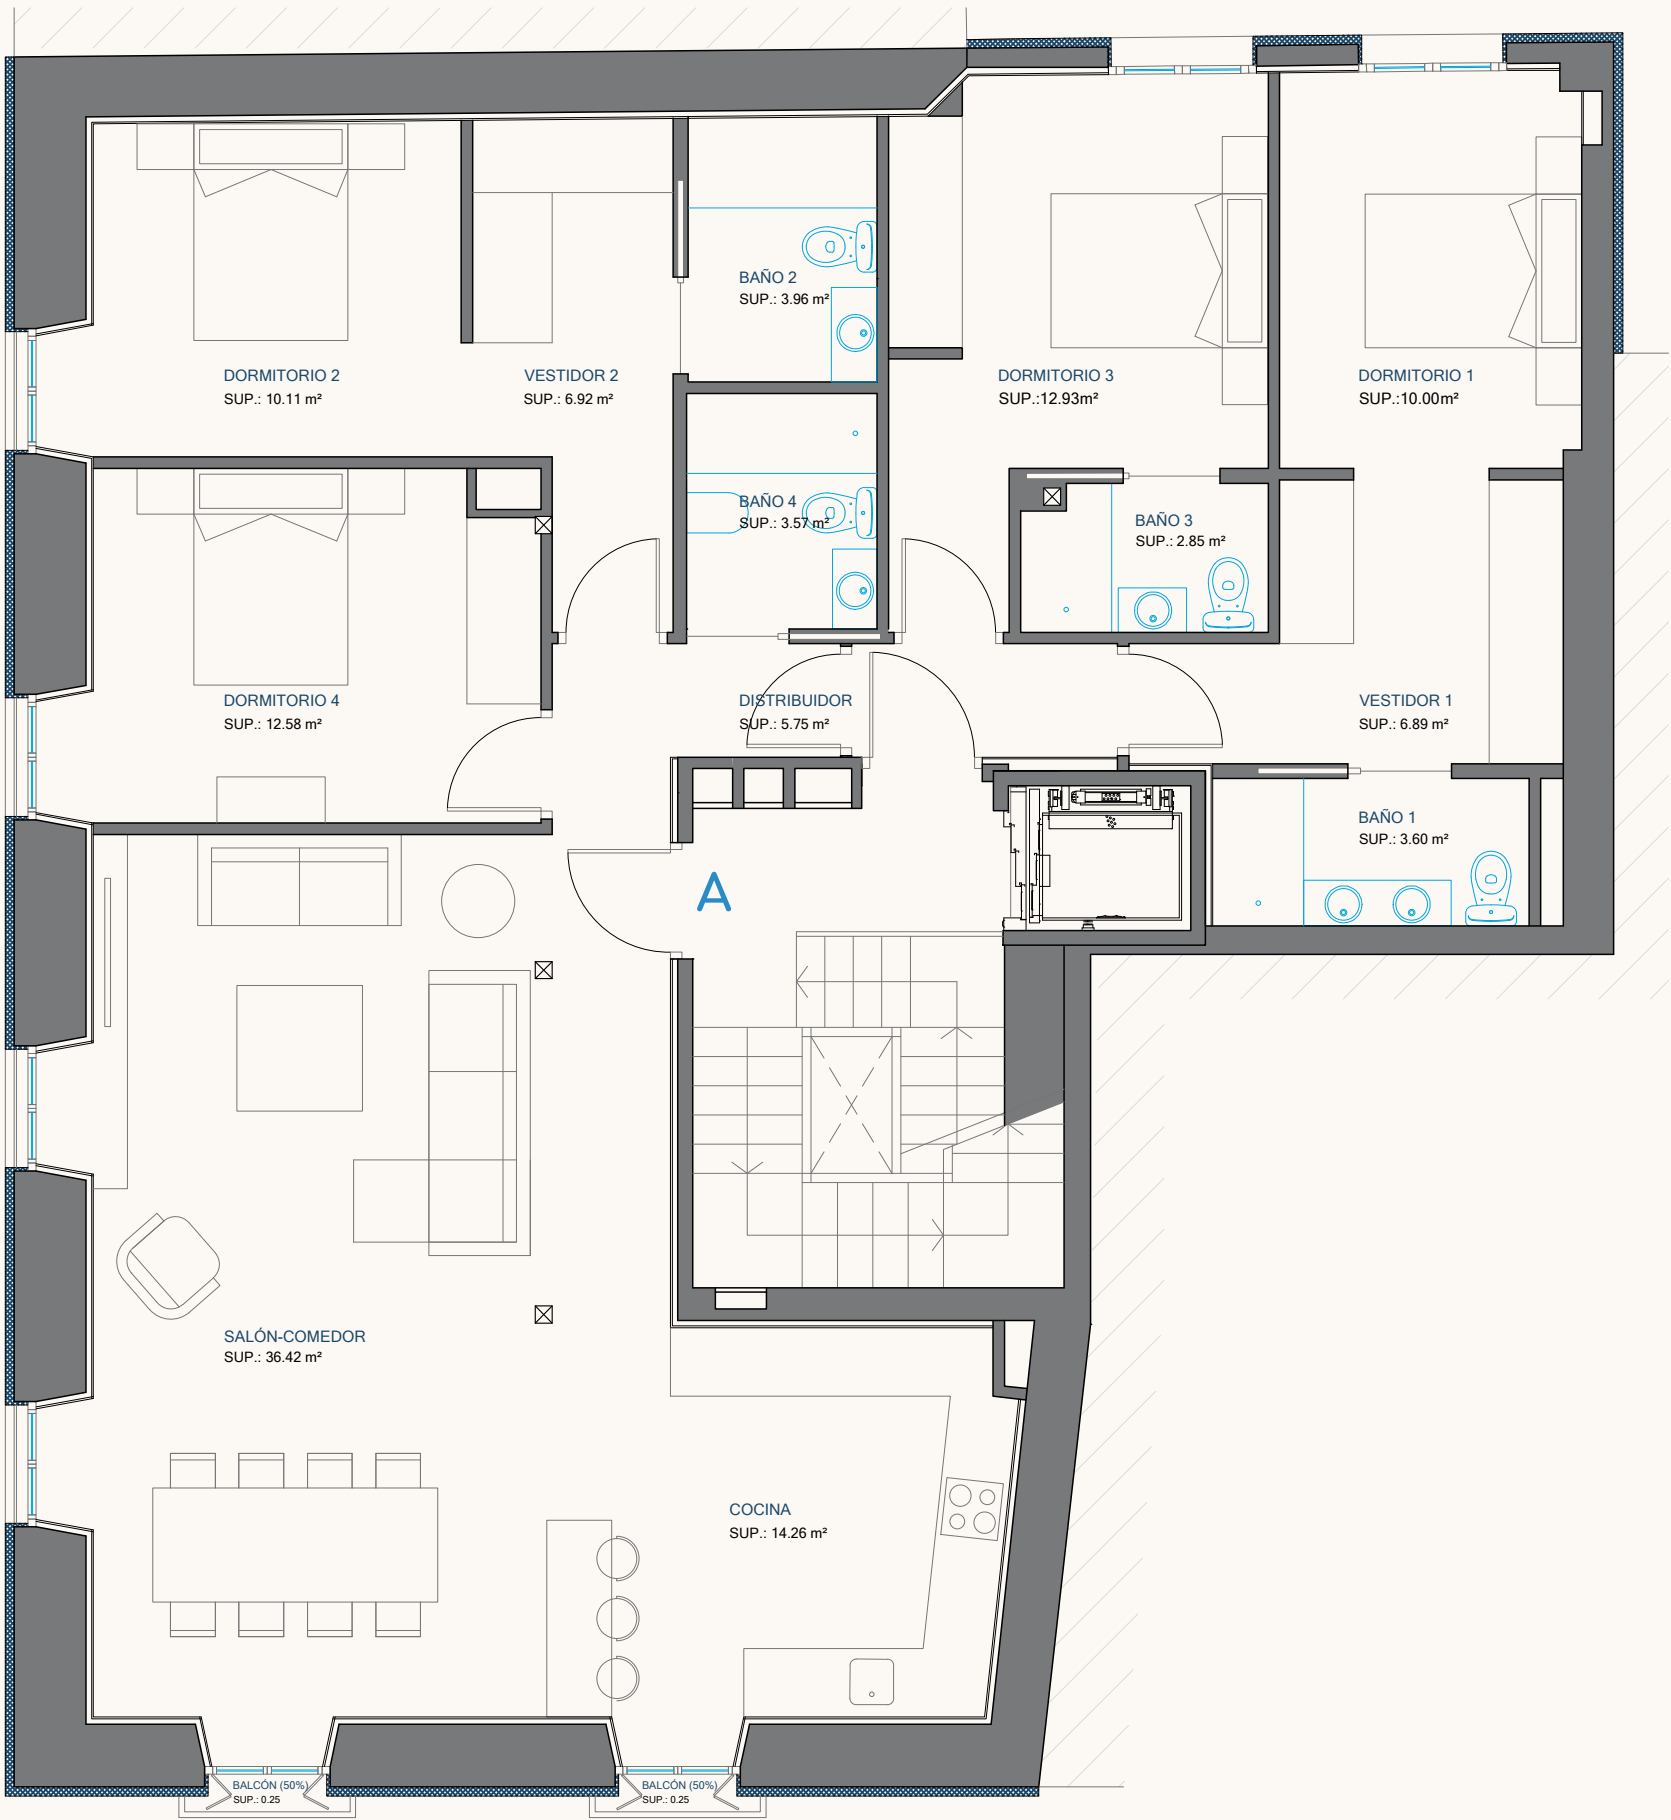 BAÑO 2
SUP.: 3.96 m²
DORMITORIO 2
SUP.: 10.11 m²
VESTIDOR 2
SUP.: 6.92 m²
DORMITORIO 3
SUP.:12.93m²
DORMITORIO 1
SUP.:10.00m²
BAÑO 4
SUP.: 3.57m²
BAÑO 3
SUP.: 2.85 m²
DORMITORIO 4
SUP.: 12.58 m²
DISTRIBUIDOR
SUP.: 5.75 m²
VESTIDOR 1
SUP.: 6.89 m²
BAÑO 1
SUP.: 3.60 m²
A
SALÓN-COMEDOR
SUP.: 36.42 m²
COCINA
SUP.: 14.26 m²
BALCÓN (50%)
SUP.: 0.25
BALCÓN (50%)
SUP.: 0.25